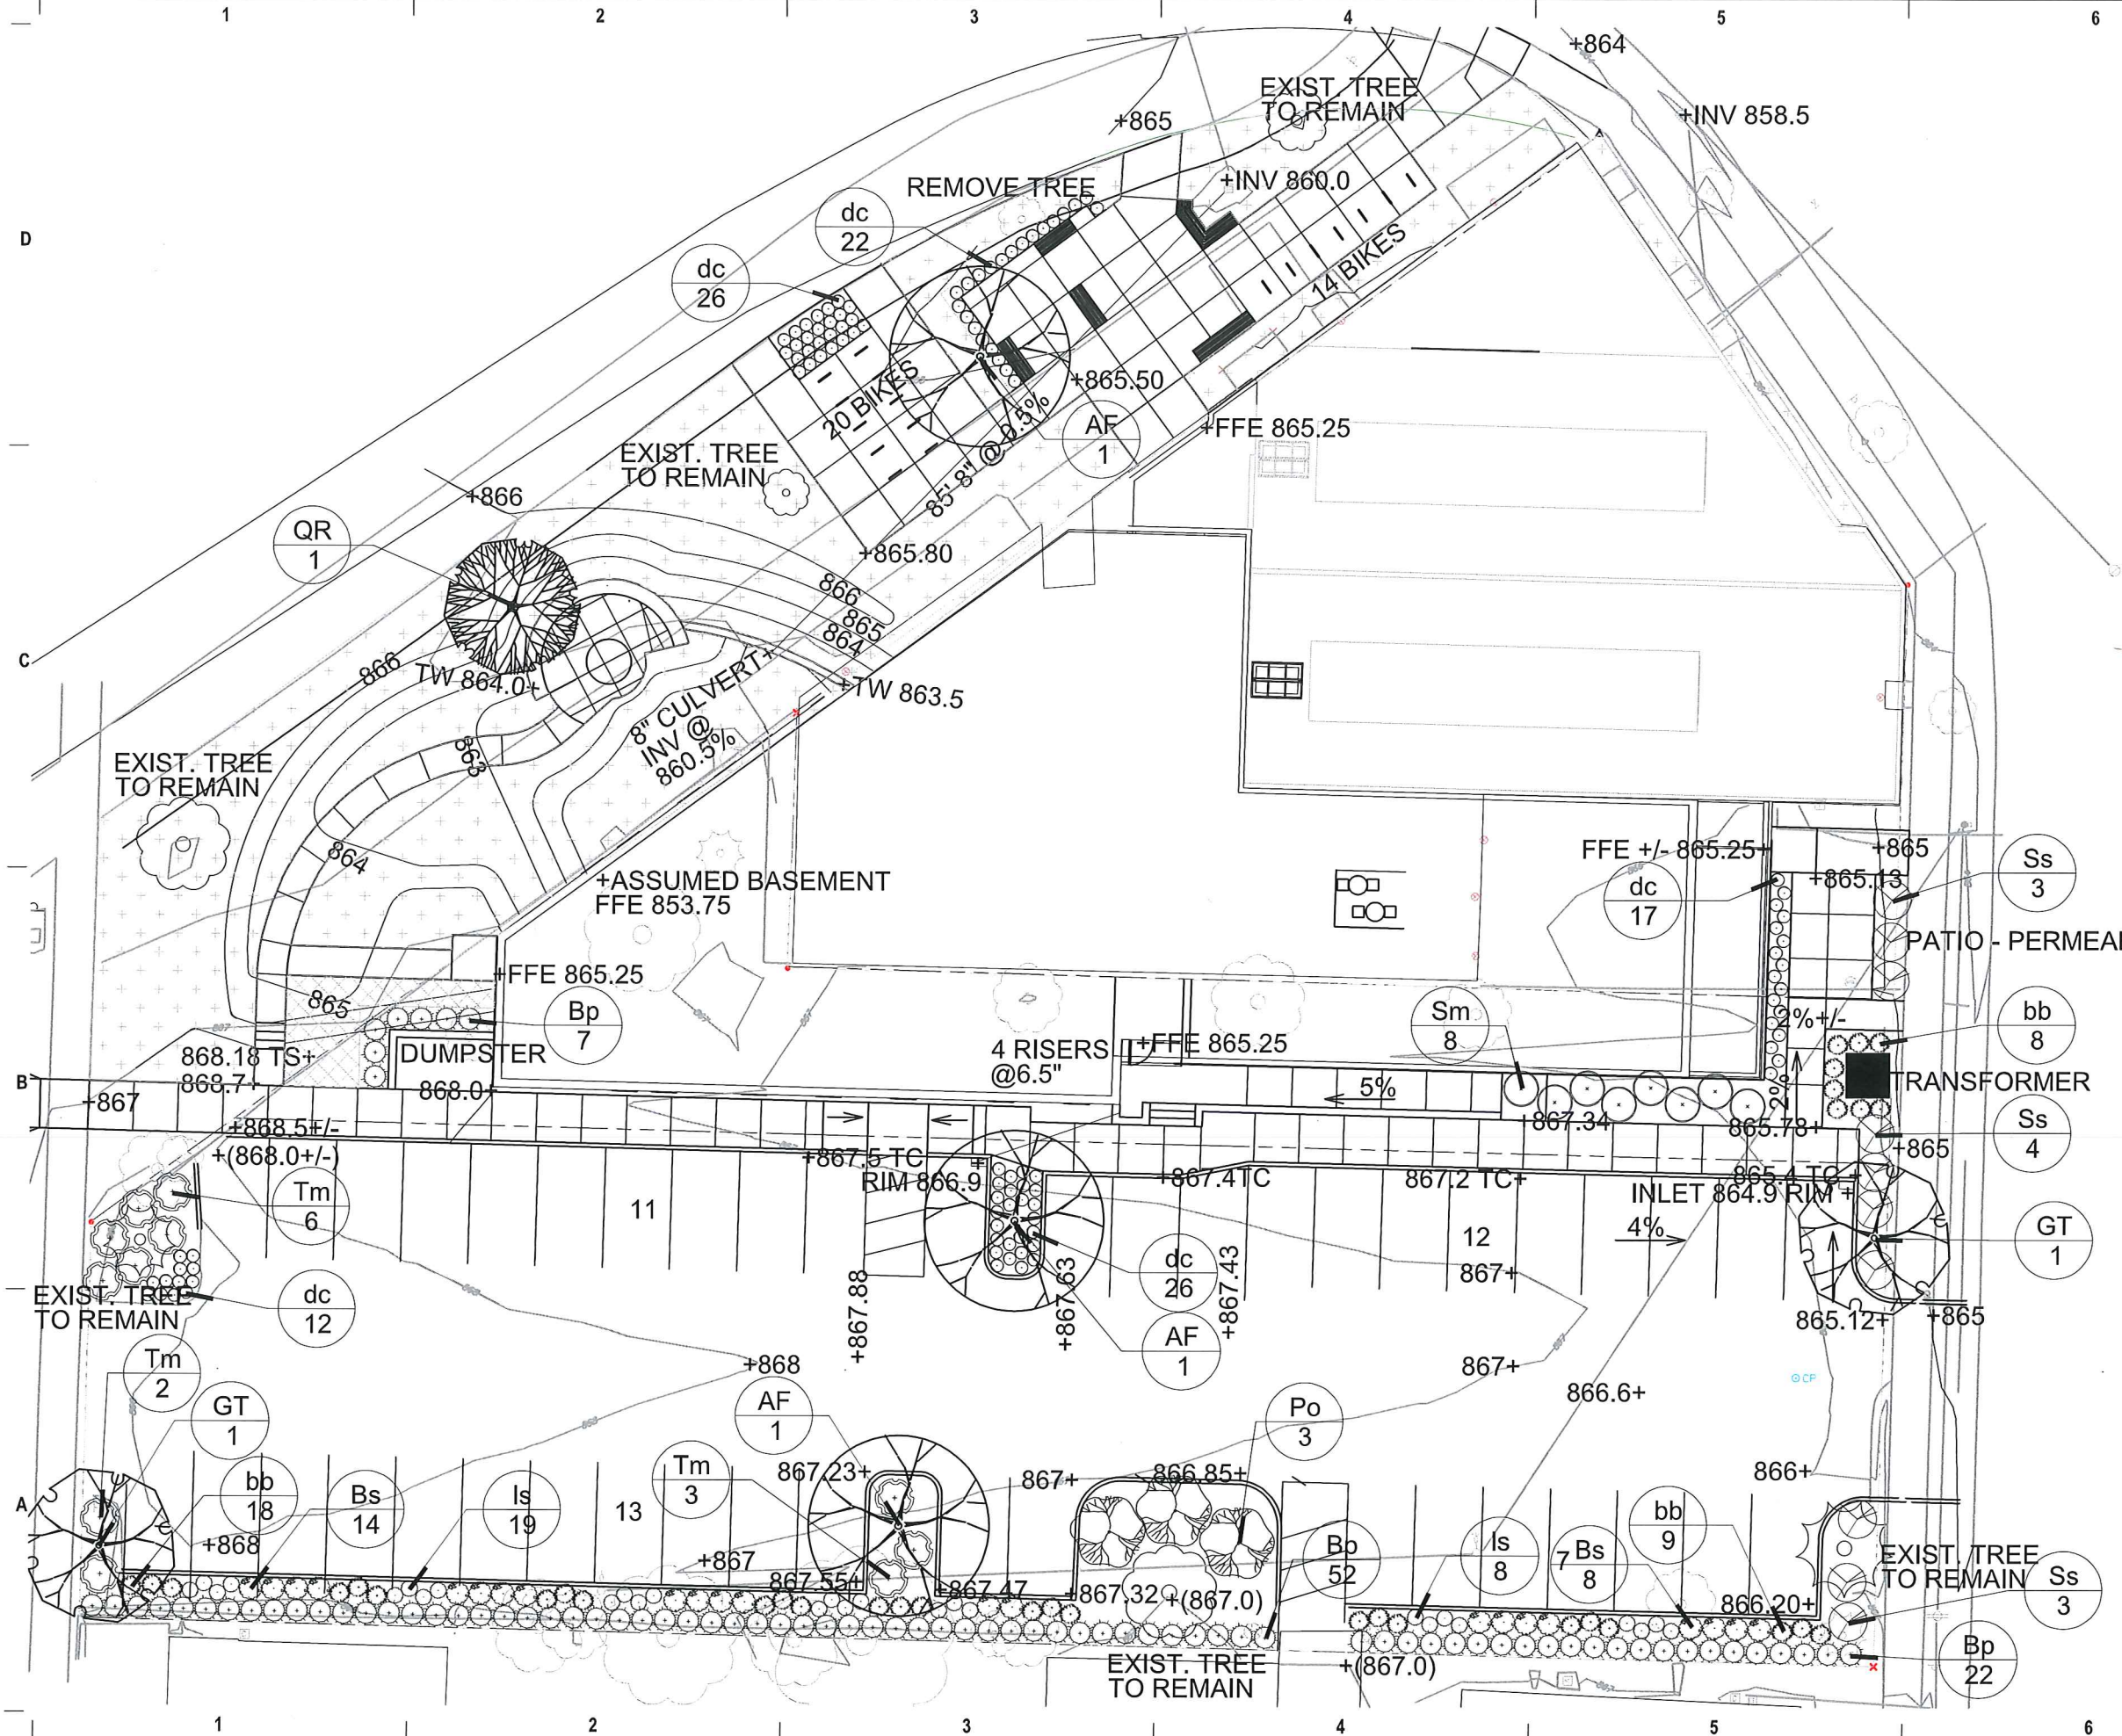 1 2 3 4 5 6
+864
EXIST. TREE
TO REMAIN
+865
+INV 858.5
REMOVE TREE
+INV 860.0
D
dc
22
dc
26
14 BIKES
20 BIKES
+865.50
85' 8" @ 0.5%
AF
1
+FFE 865.25
EXIST. TREE
TO REMAIN
+866
QR
1
+865.80
866
865
864
C
866
TW 864.0+
+TW 863.5
8" CULVERT+
INV @
860.5%
863
EXIST. TREE
TO REMAIN
864
FFE +/- 865.25+
+865
Ss
3
+865.13
dc
17
+ASSUMED BASEMENT
FFE 853.75
PATIO - PERMEA
+FFE 865.25
865
Bp
7
Sm
8
2%+/-
bb
8
868.18 TS+
DUMPSTER
4 RISERS
@6.5"
+FFE 865.25
B
868.7+
868.0+
5%
2%
TRANSFORMER
+867
+868.5+/-
+867.34
865.78+
Ss
4
+865
+(868.0+/-)
+867.5 TC
RIM 866.9
+867.4TC
867.2 TC+
865.4 TC +
INLET 864.9 RIM +
Tm
6
11
12
4%
GT
1
dc
26
+867.88
+867.63
+867.43
867+
EXIST. TREE
TO REMAIN
dc
12
865.12+
+865
AF
1
Tm
2
+868
867+
CP
866.6+
GT
1
AF
1
Po
3
bb
18
Bs
14
Is
19
13
Tm
3
867.23+
867+
866.85+
866+
A
+868
+867
867.55+
+867.47
+867.32
+(867.0)
Bp
52
Is
8
7
Bs
8
bb
9
866.20+
EXIST. TREE
TO REMAIN
Ss
3
EXIST. TREE
TO REMAIN
+(867.0)
Bp
22
1 2 3 4 5 6